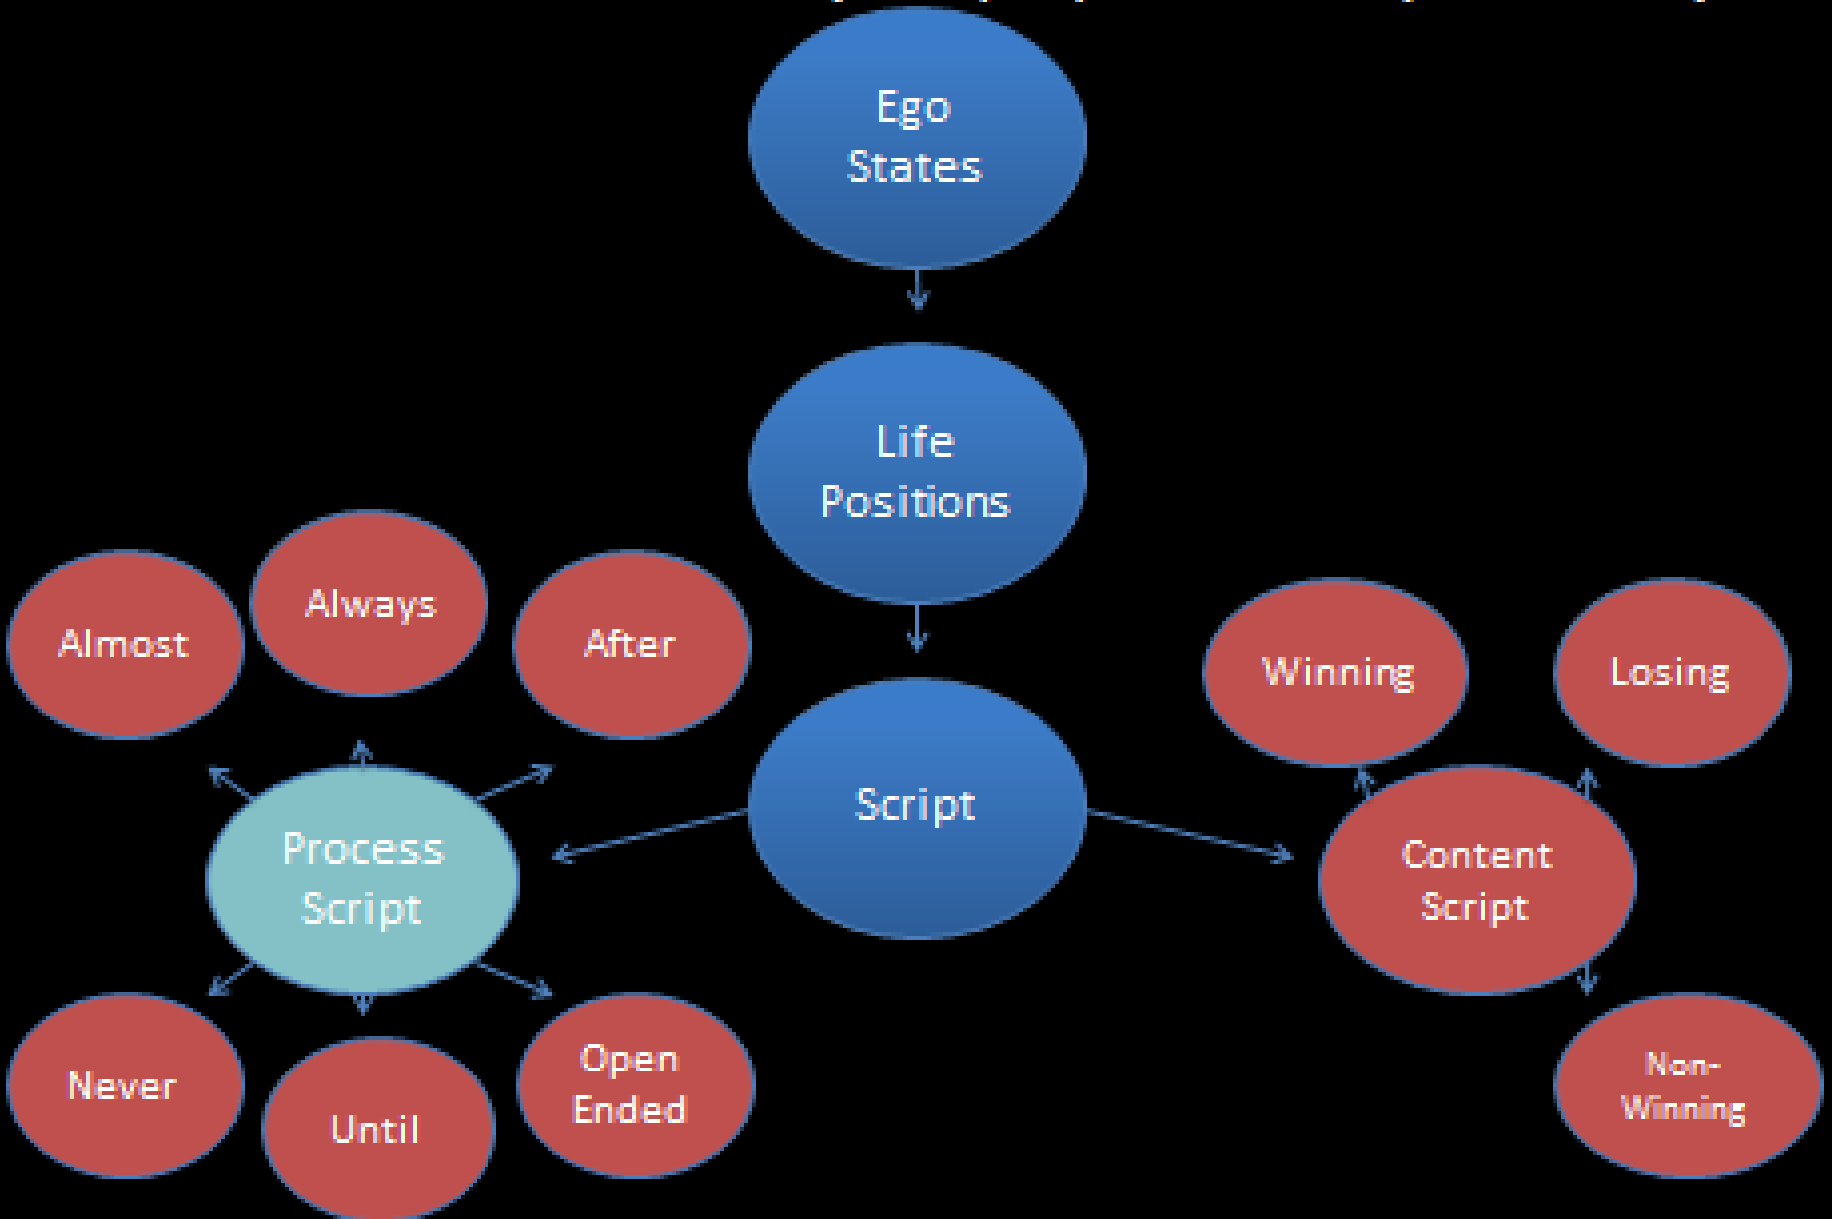 Ego
States
Life
Positions
Always
Almost
After
Winning
Losing
Script
Process
Script
Content
Script
Never
Until
Open
Ended
Non-
Winning